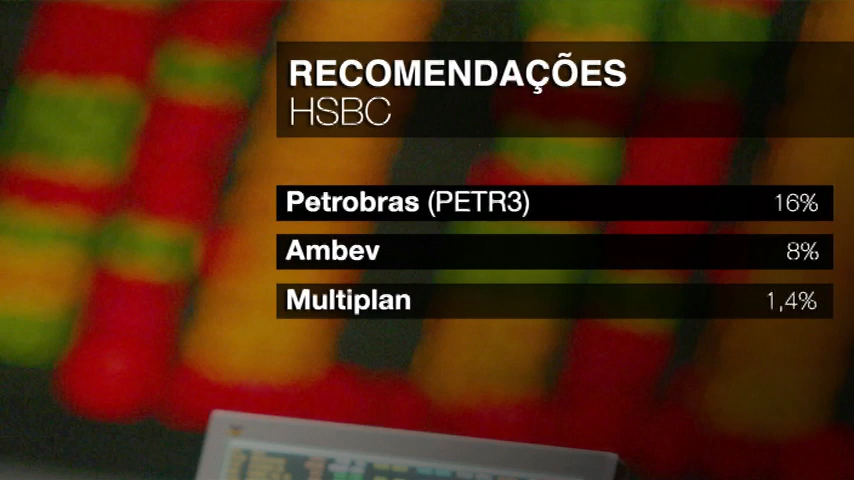 RECOMENDAÇÕES
HSBC
Petrobras (PETR3) 16%
Ambev 8%
Multiplan 1,4%